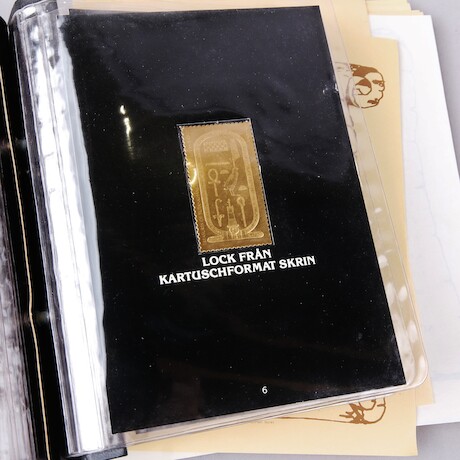 LOCK FRÅN
KARTUSCHFORMAT SKRIN
6